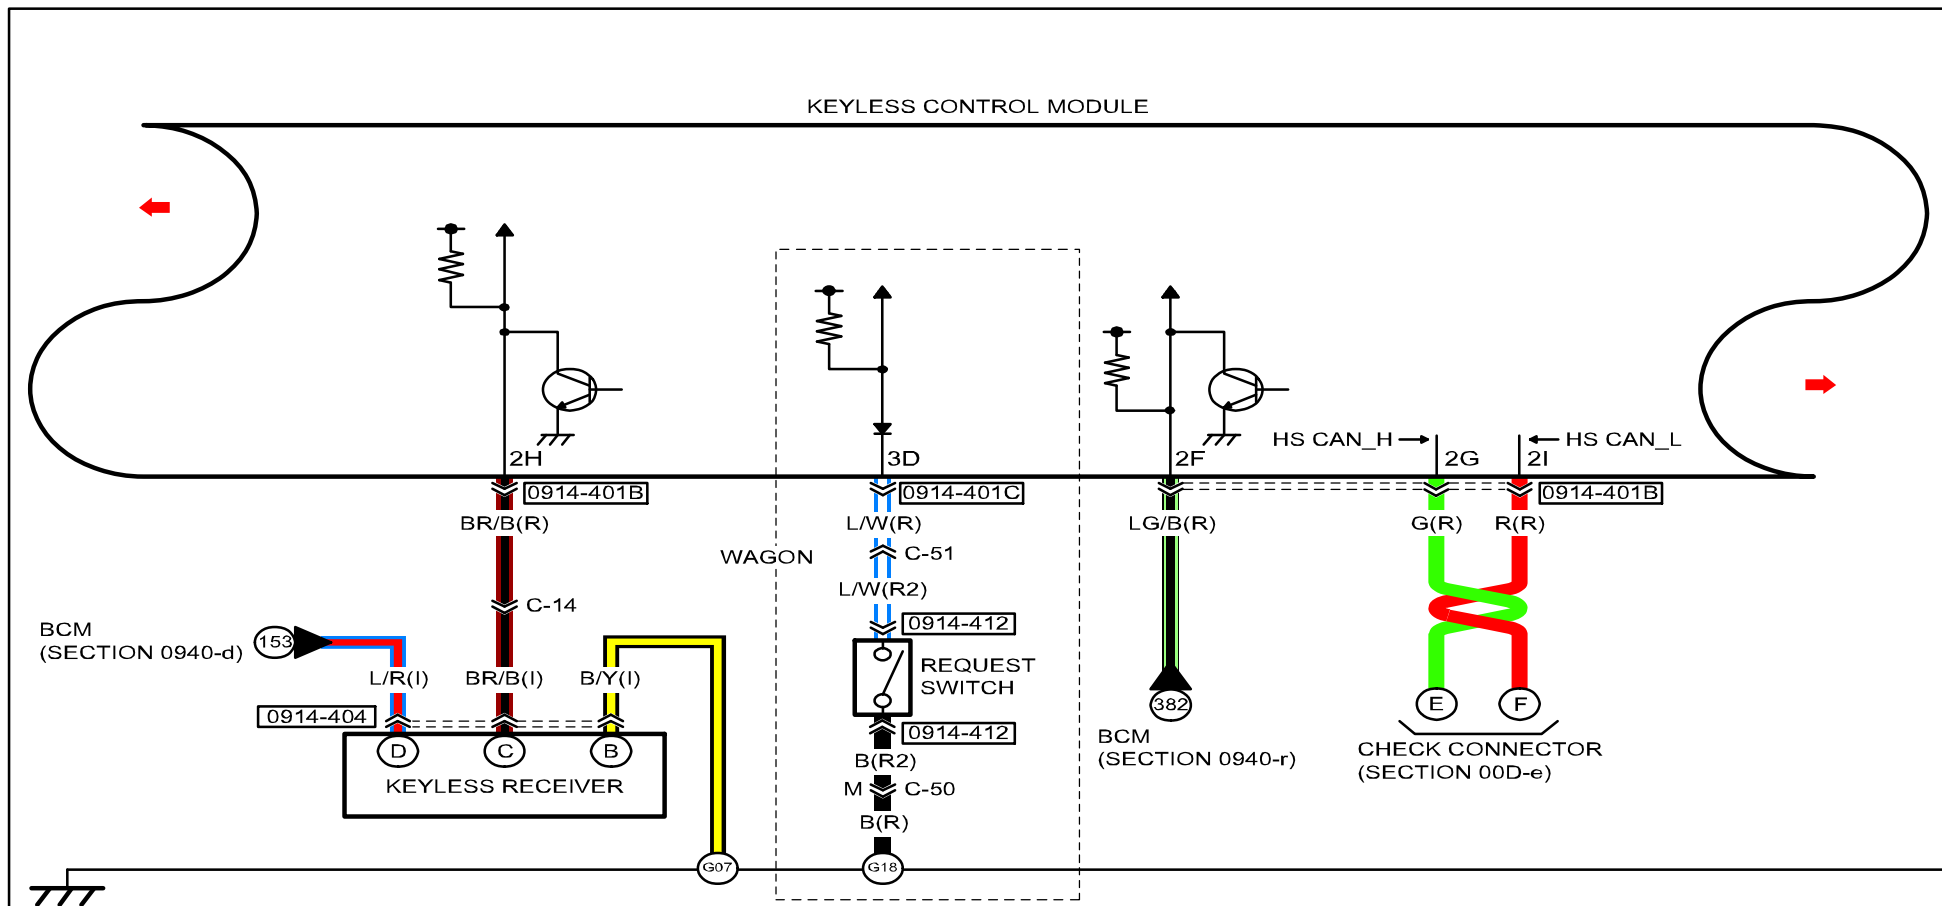 KEYLESS CONTROL MODULE
HS CAN_H
HS CAN_L
2H
3D
2F
2G
2I
0914-401B
0914-401C
0914-401B
BR/B(R)
L/W(R)
LG/B(R)
G(R)
R(R)
WAGON
C-51
L/W(R2)
C-14
0914-412
BCM
(SECTION 0940-d)
153
REQUEST
SWITCH
L/R(I)
BR/B(I)
B/Y(I)
382
E
F
0914-404
0914-412
BCM
(SECTION 0940-r)
CHECK CONNECTOR
(SECTION 00D-e)
D
C
B
B(R2)
KEYLESS RECEIVER
M
C-50
B(R)
G07
G18